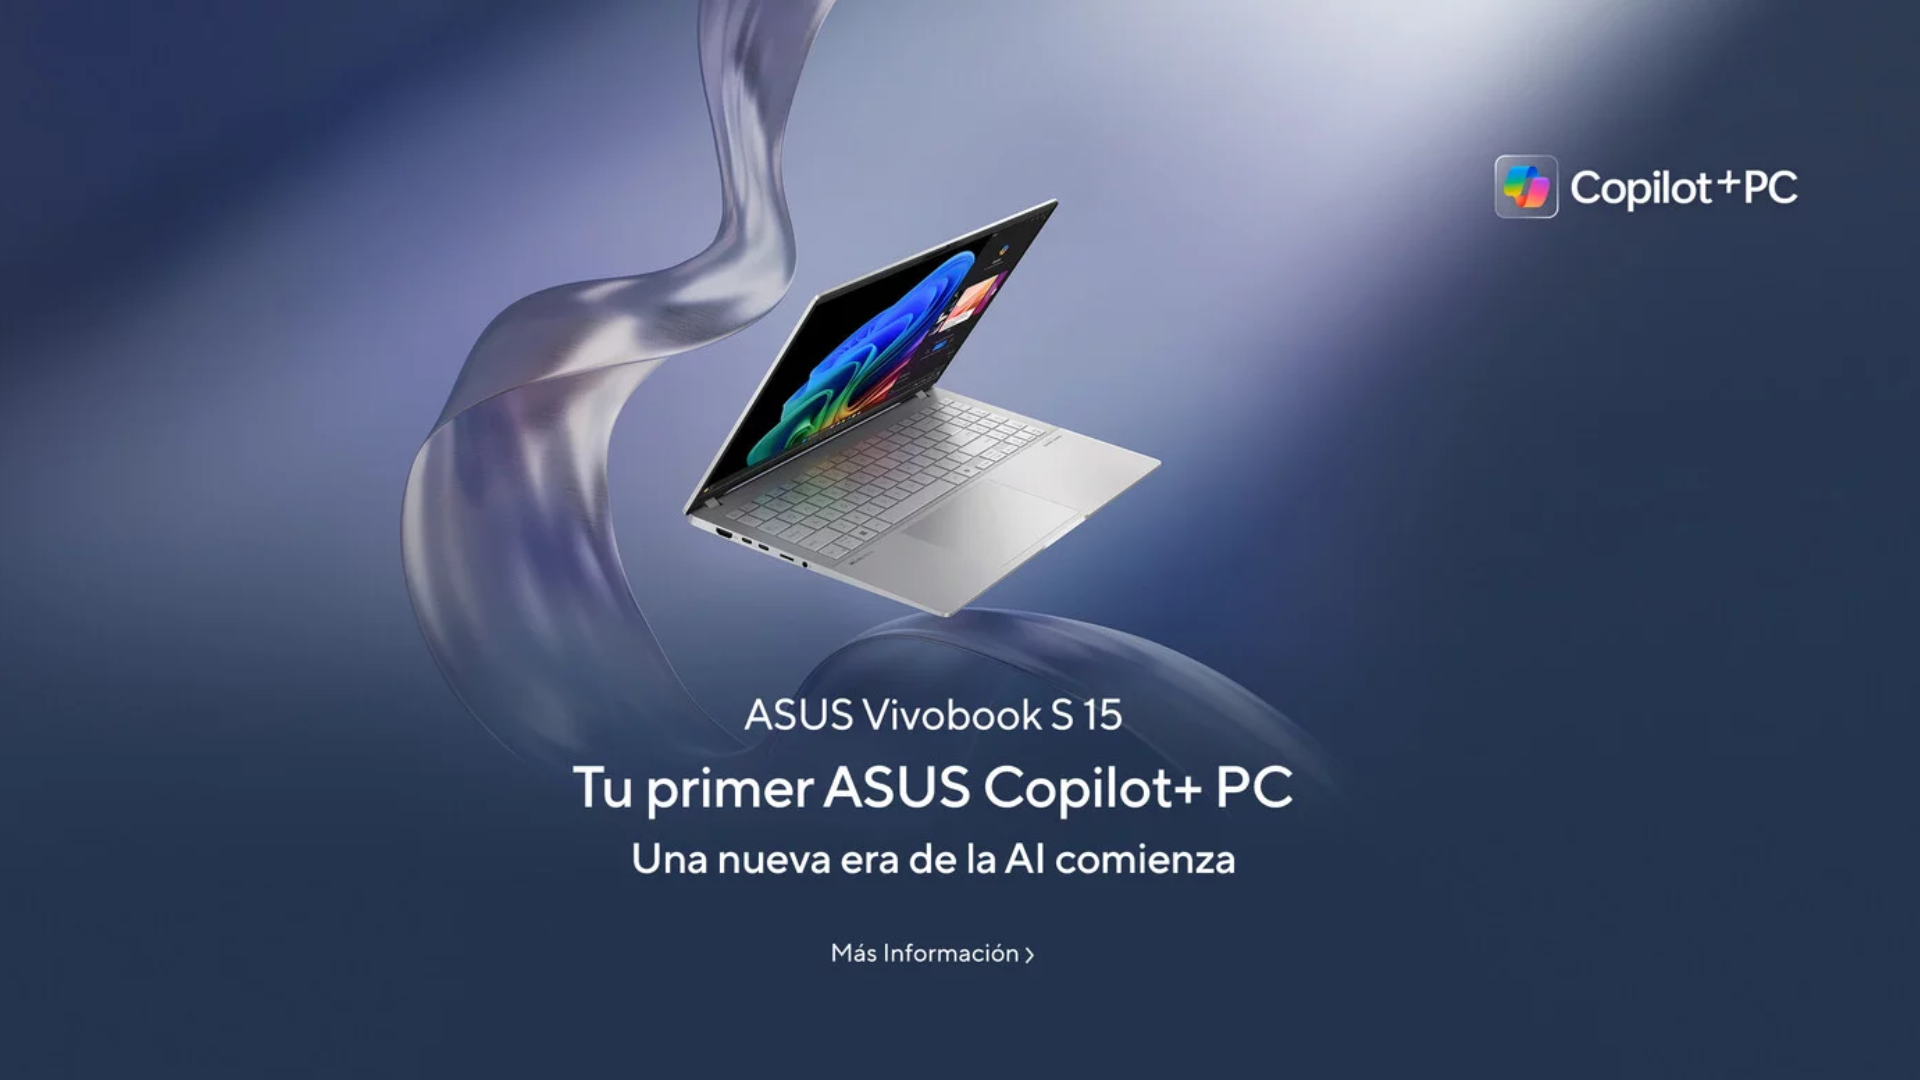 Copilot+PC
ASUS Vivobook S 15
Tu primer ASUS Copilot+ PC
Una nueva era de la AI comienza
Más Información >